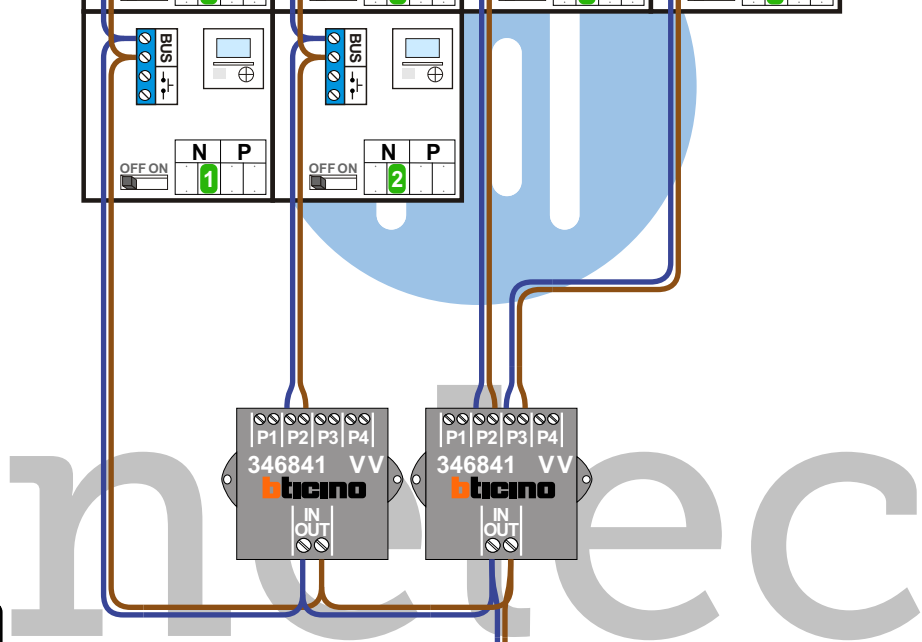 BUS
BUS
N P
OFF ON
1
N P
OFF ON
2
P1 P2 P3 P4
346841 VV
bticino
IN
OUT
P1 P2 P3 P4
346841 VV
bticino
IN
OUT
netec